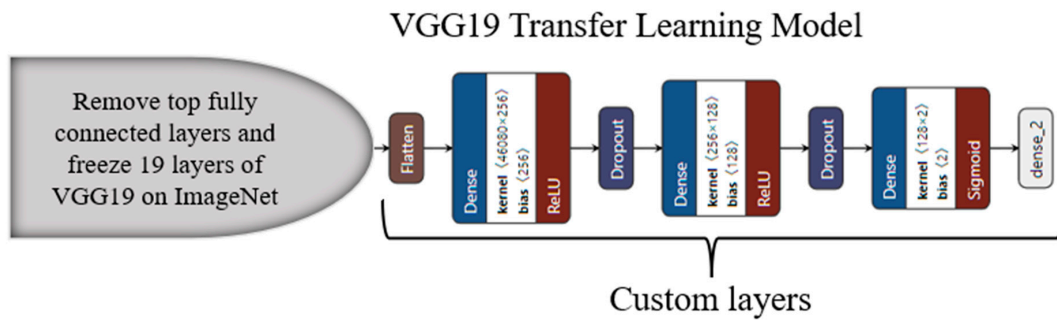 VGG19 Transfer Learning Model
Remove top fully
connected layers and
freeze 19 layers of
VGG19 on ImageNet
Flatten
Dense
kernel ⟨46080×256⟩
bias ⟨256⟩
ReLU
Dropout
Dense
kernel ⟨256×128⟩
bias ⟨128⟩
ReLU
Dropout
Dense
kernel ⟨128×2⟩
bias ⟨2⟩
Sigmoid
dense_2
Custom layers